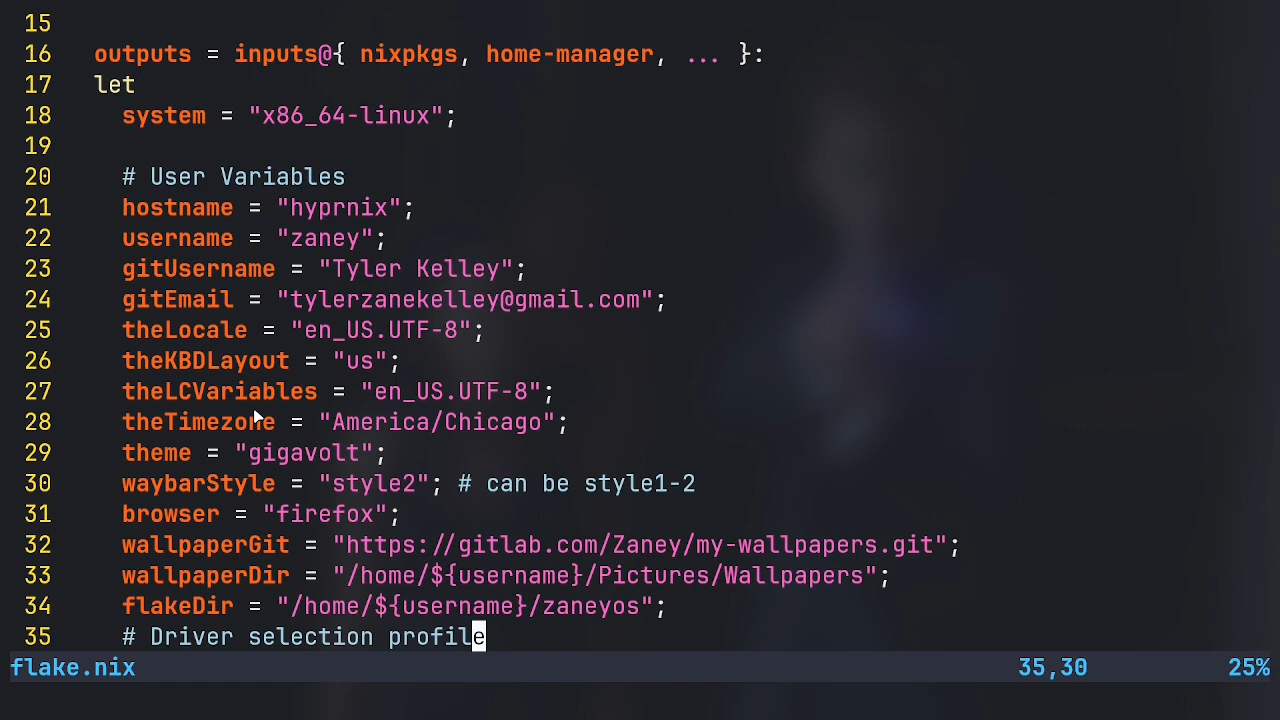 15
16 outputs = inputs@{ nixpkgs, home-manager, ... }:
17 let
18 system = "x86_64-linux";
19
20 # User Variables
21 hostname = "hyprnix";
22 username = "zaney";
23 gitUsername = "Tyler Kelley";
24 gitEmail = "tylerzanekelley@gmail.com";
25 theLocale = "en_US.UTF-8";
26 theKBDLayout = "us";
27 theLCVariables = "en_US.UTF-8";
28 theTimezone = "America/Chicago";
29 theme = "gigavolt";
30 waybarStyle = "style2"; # can be style1-2
31 browser = "firefox";
32 wallpaperGit = "https://gitlab.com/Zaney/my-wallpapers.git";
33 wallpaperDir = "/home/${username}/Pictures/Wallpapers";
34 flakeDir = "/home/${username}/zaneyos";
35 # Driver selection profile
flake.nix 35,30 25%